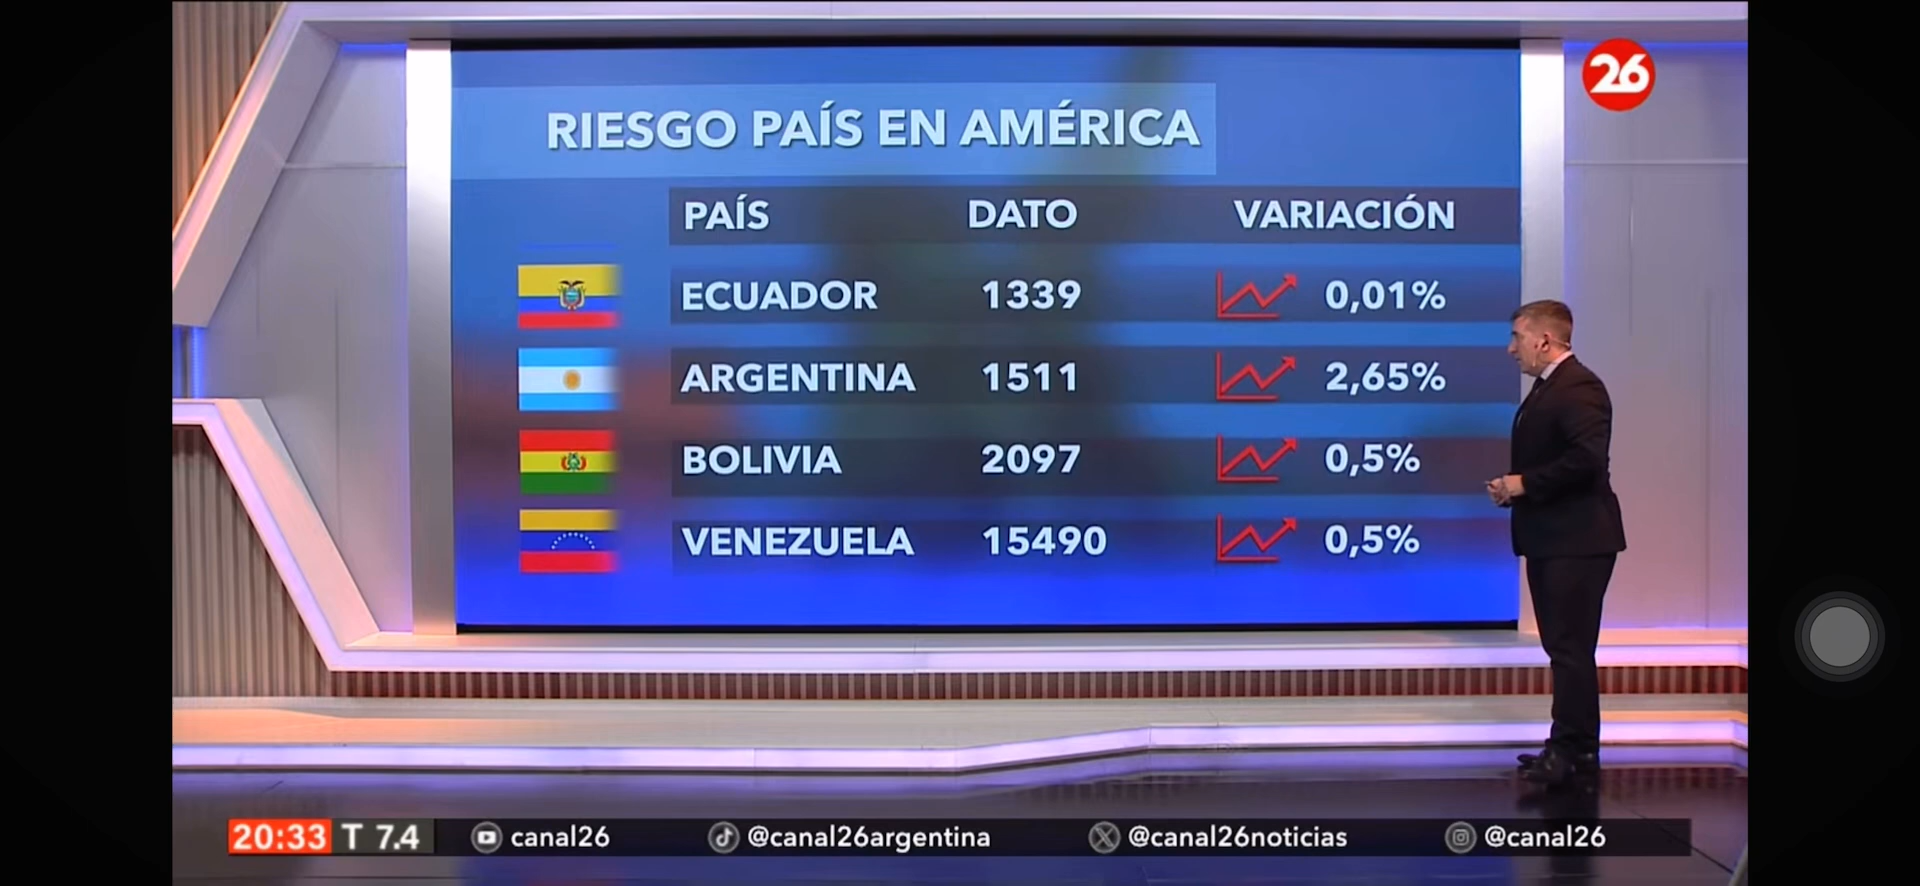 26
RIESGO PAÍS EN AMÉRICA
PAÍS DATO VARIACIÓN
ECUADOR 1339 0,01%
ARGENTINA 1511 2,65%
BOLIVIA 2097 0,5%
VENEZUELA 15490 0,5%
20:33 T 7.4 canal26 @canal26argentina @canal26noticias @canal26